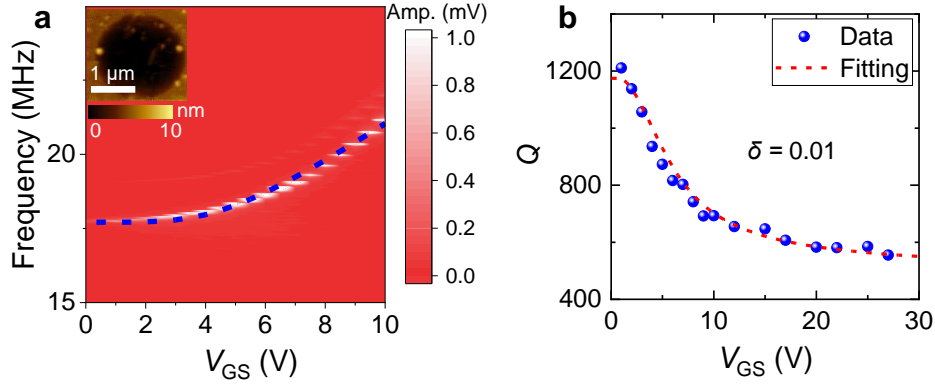 a
Amp. (mV)
1 µm
nm
0 10
Frequency (MHz)
20
15
0 2 4 6 8 10
V_GS (V)
1.0
0.8
0.6
0.4
0.2
0.0
b
Data
Fitting
δ = 0.01
Q
1200
800
400
0 10 20 30
V_GS (V)